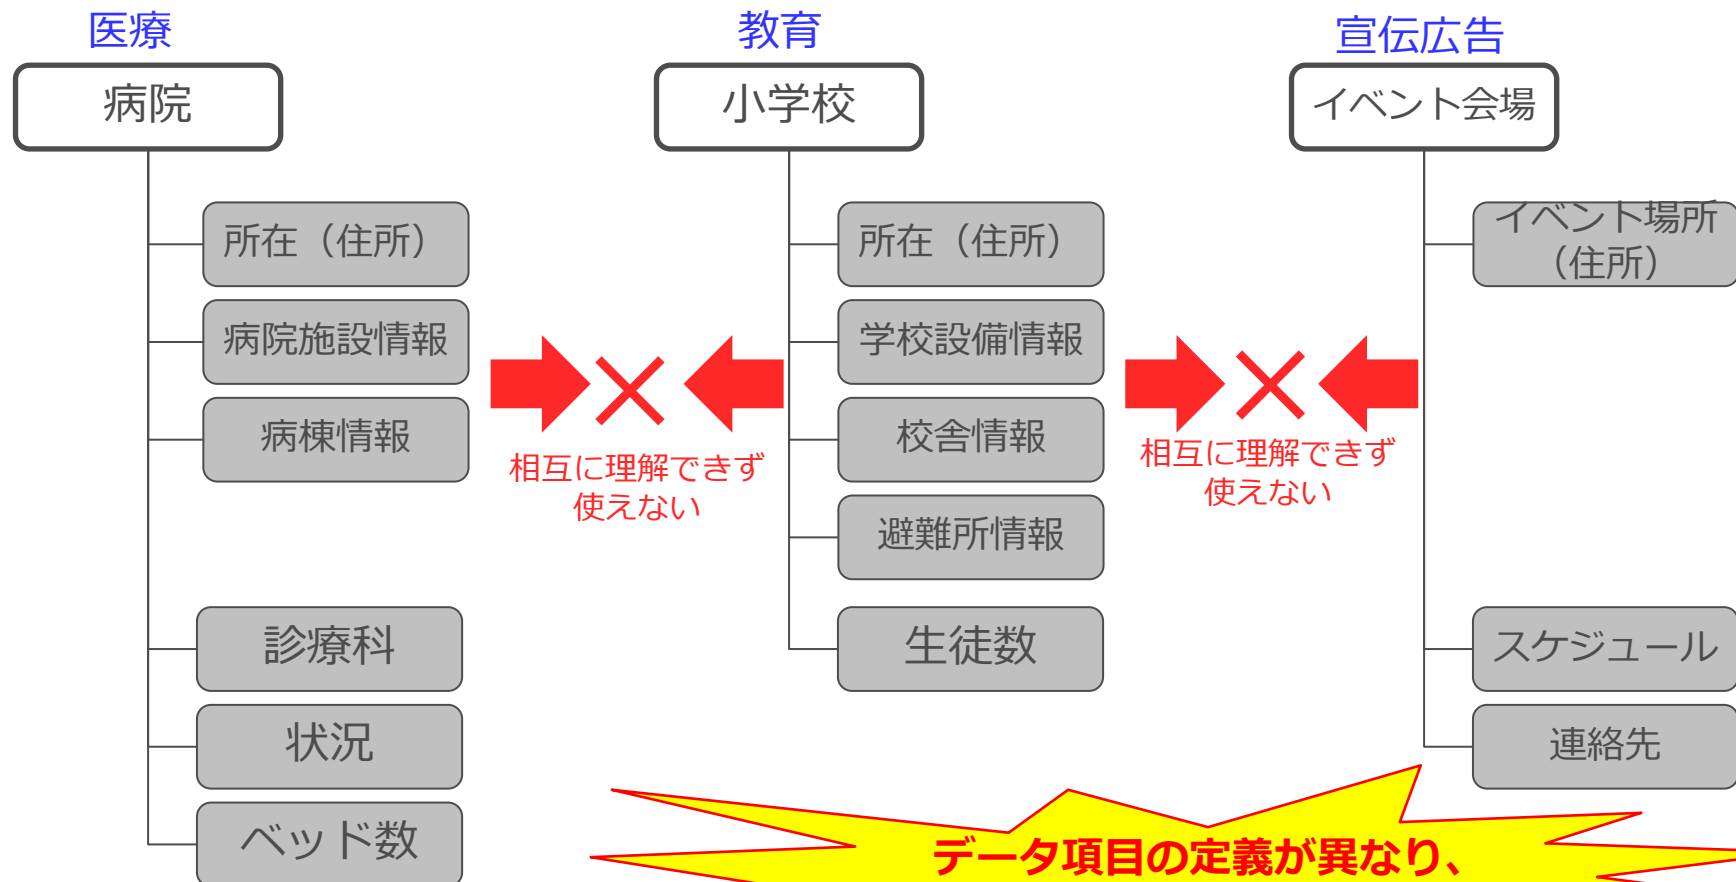 医療
病院
所在（住所）
病院施設情報
病棟情報
診療科
状況
ベッド数
相互に理解できず
使えない
教育
小学校
所在（住所）
学校設備情報
校舎情報
避難所情報
生徒数
相互に理解できず
使えない
宣伝広告
イベント会場
イベント場所
（住所）
スケジュール
連絡先
データ項目の定義が異なり、